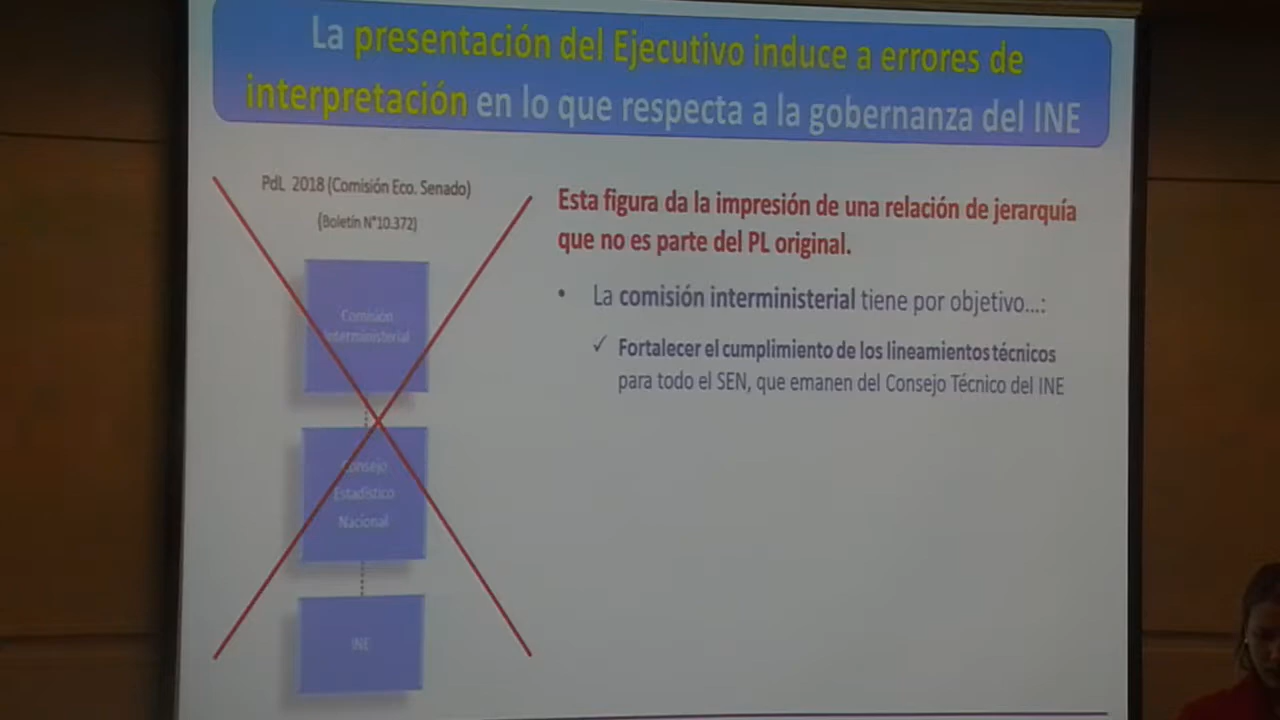 La presentación del Ejecutivo induce a errores de
interpretación en lo que respecta a la gobernanza del INE
PdL 2018 (Comisión Eco. Senado)
(Boletín N°10.372)
Comisión
Interministerial
Consejo
Estadístico
Nacional
INE
Esta figura da la impresión de una relación de jerarquía
que no es parte del PL original.
• La comisión interministerial tiene por objetivo...:
✓ Fortalecer el cumplimiento de los lineamientos técnicos
para todo el SEN, que emanen del Consejo Técnico del INE